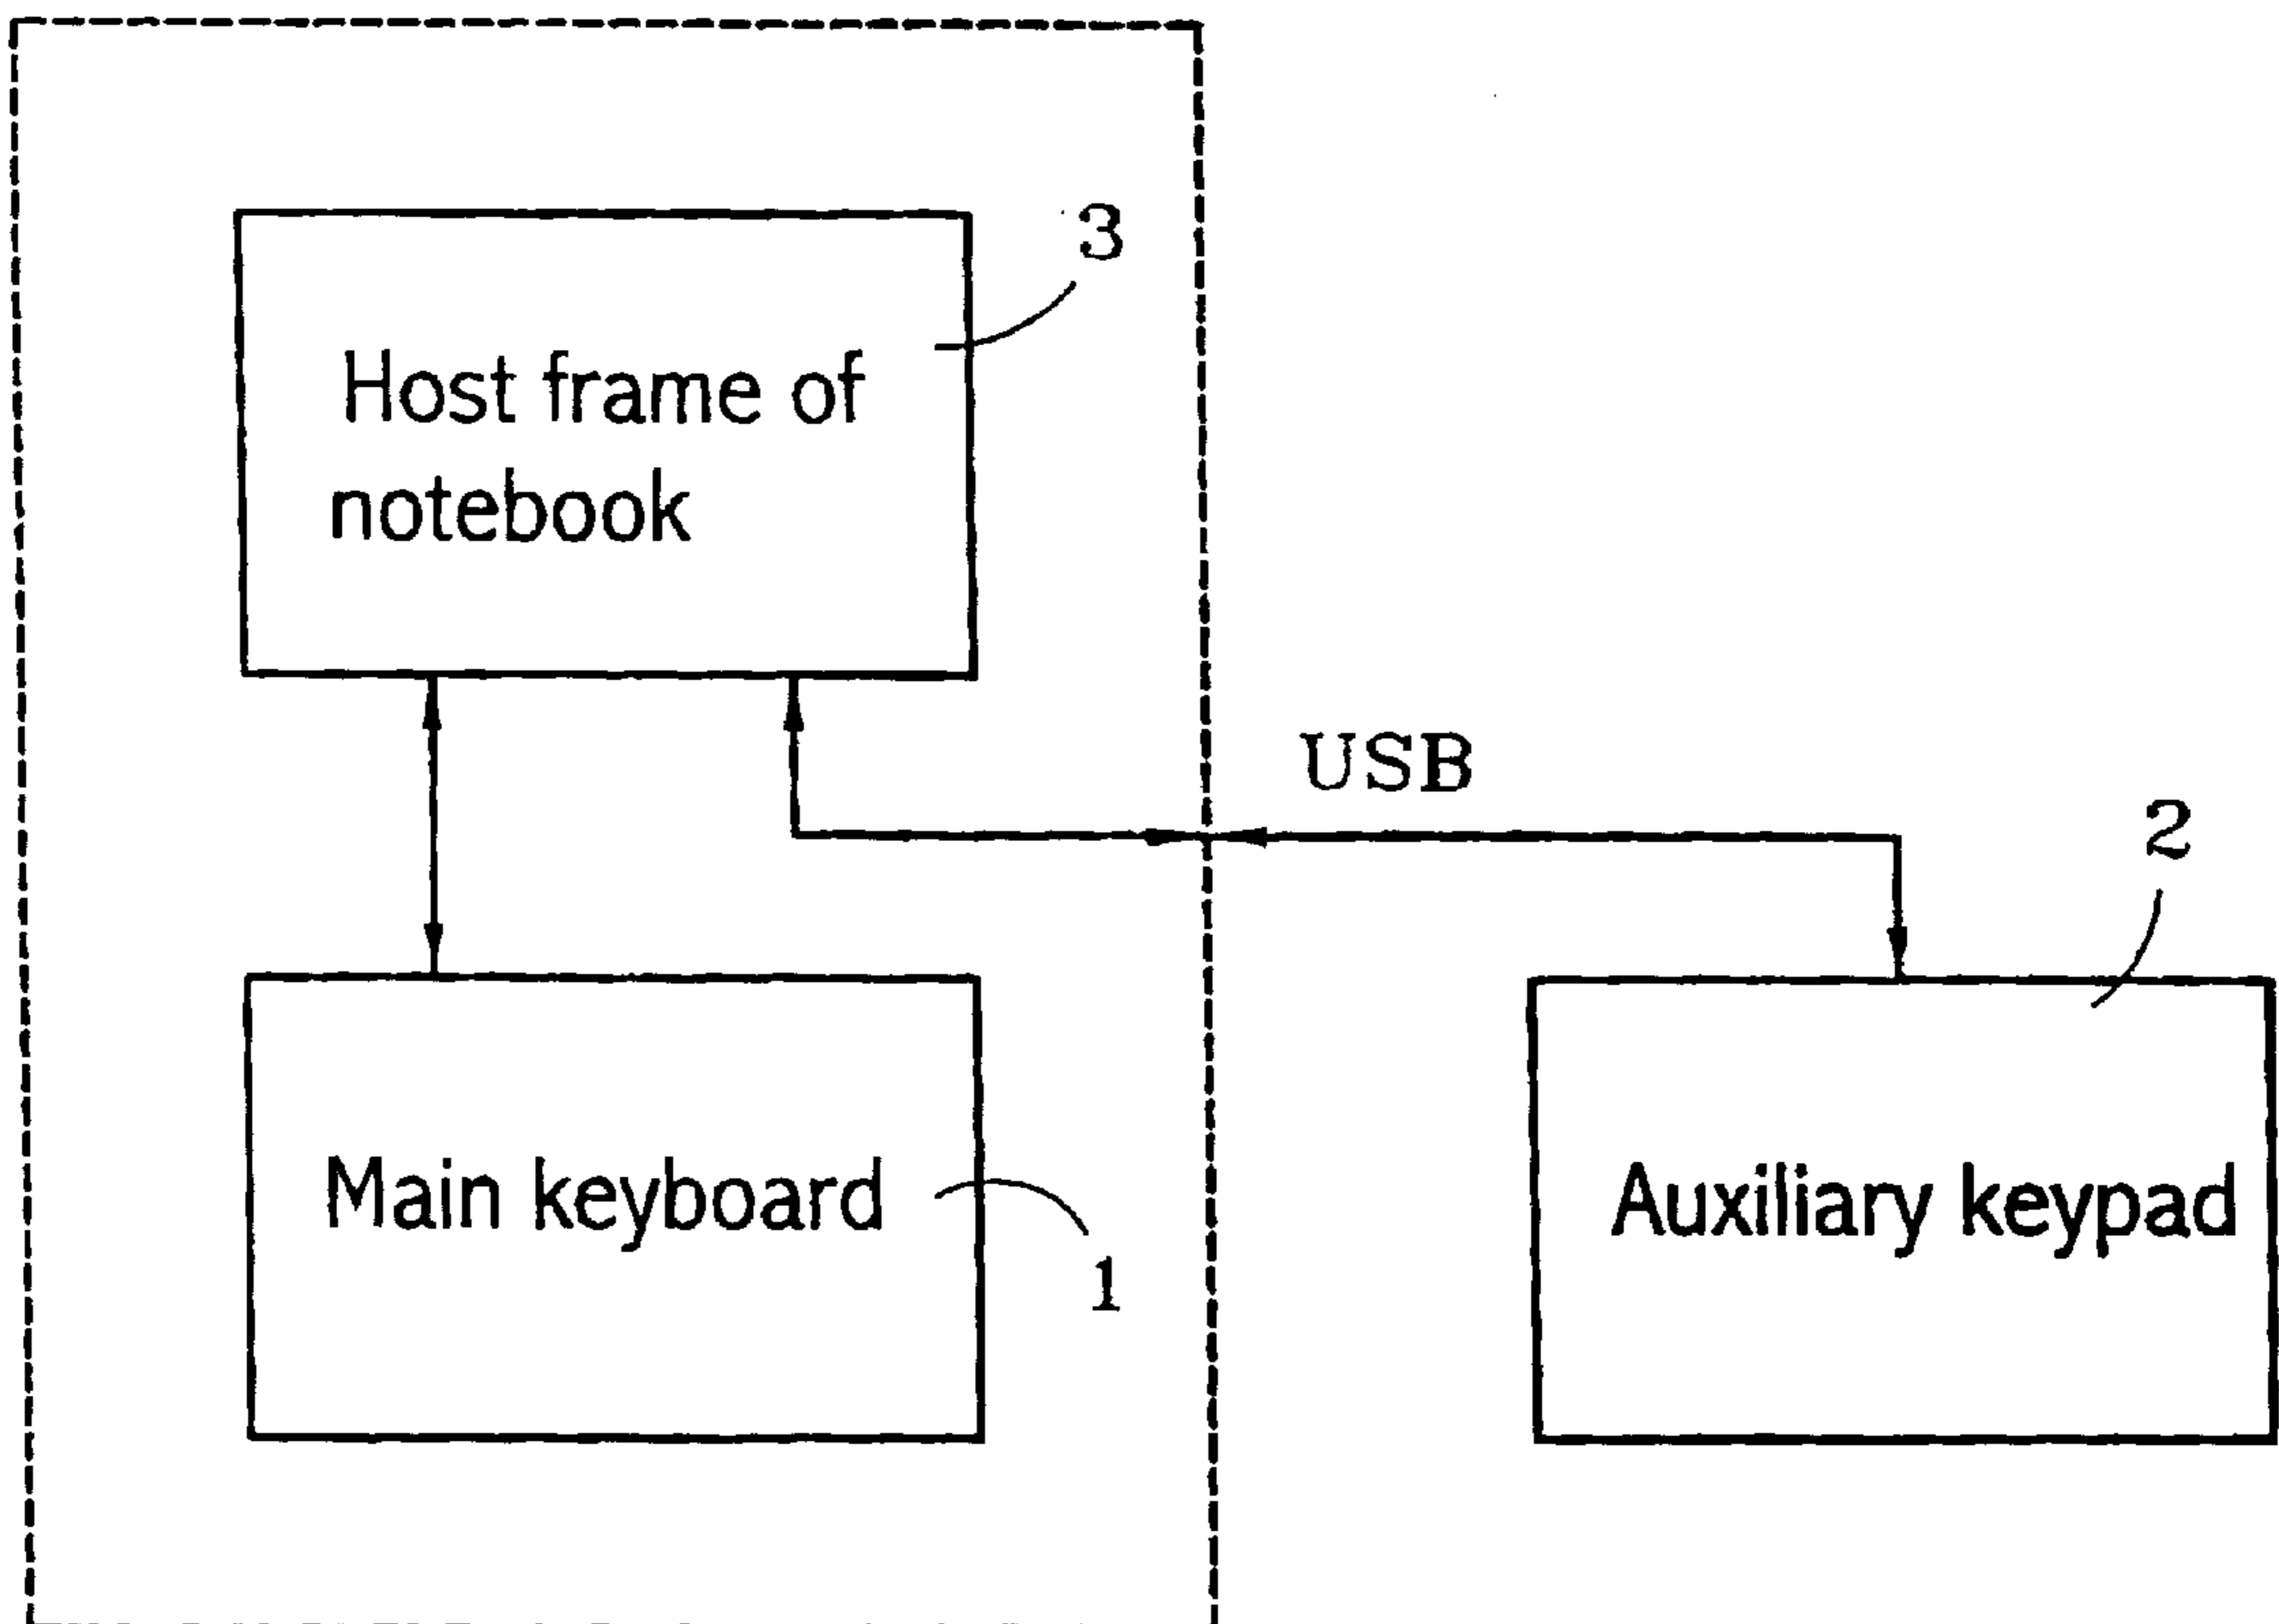 3
Host frame of
notebook
USB
2
Main keyboard
1
Auxiliary keypad